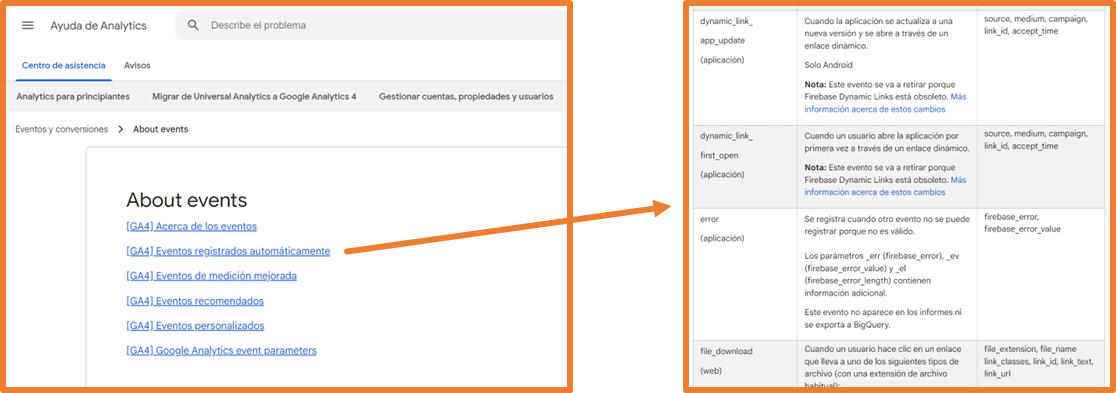 Ayuda de Analytics
Describe el problema
Centro de asistencia
Avisos
Analytics para principiantes
Migrar de Universal Analytics a Google Analytics 4
Gestionar cuentas, propiedades y usuarios
Eventos y conversiones
About events
About events
[GA4] Acerca de los eventos
[GA4] Eventos registrados automáticamente
[GA4] Eventos de medición mejorada
[GA4] Eventos recomendados
[GA4] Eventos personalizados
[GA4] Google Analytics event parameters
dynamic_link_
app_update
(aplicación)
Cuando la aplicación se actualiza a una
nueva versión y se abre a través de un
enlace dinámico.
Solo Android
Nota: Este evento se va a retirar porque
Firebase Dynamic Links está obsoleto. Más
información acerca de estos cambios
source, medium, campaign,
link_id, accept_time
dynamic_link_
first_open
(aplicación)
Cuando un usuario abre la aplicación por
primera vez a través de un enlace dinámico.
Nota: Este evento se va a retirar porque
Firebase Dynamic Links está obsoleto. Más
información acerca de estos cambios
source, medium, campaign,
link_id, accept_time
error
(aplicación)
Se registra cuando otro evento no se puede
registrar porque no es válido.
Los parámetros _err (firebase_error), _ev
(firebase_error_value) y _el
(firebase_error_length) contienen
información adicional.
Este evento no aparece en los informes ni
se exporta a BigQuery.
firebase_error,
firebase_error_value
file_download
(web)
Cuando un usuario hace clic en un enlace
que lleva a uno de los siguientes tipos de
archivo (con una extensión de archivo
habitual):
file_extension, file_name
link_classes, link_id, link_text,
link_url